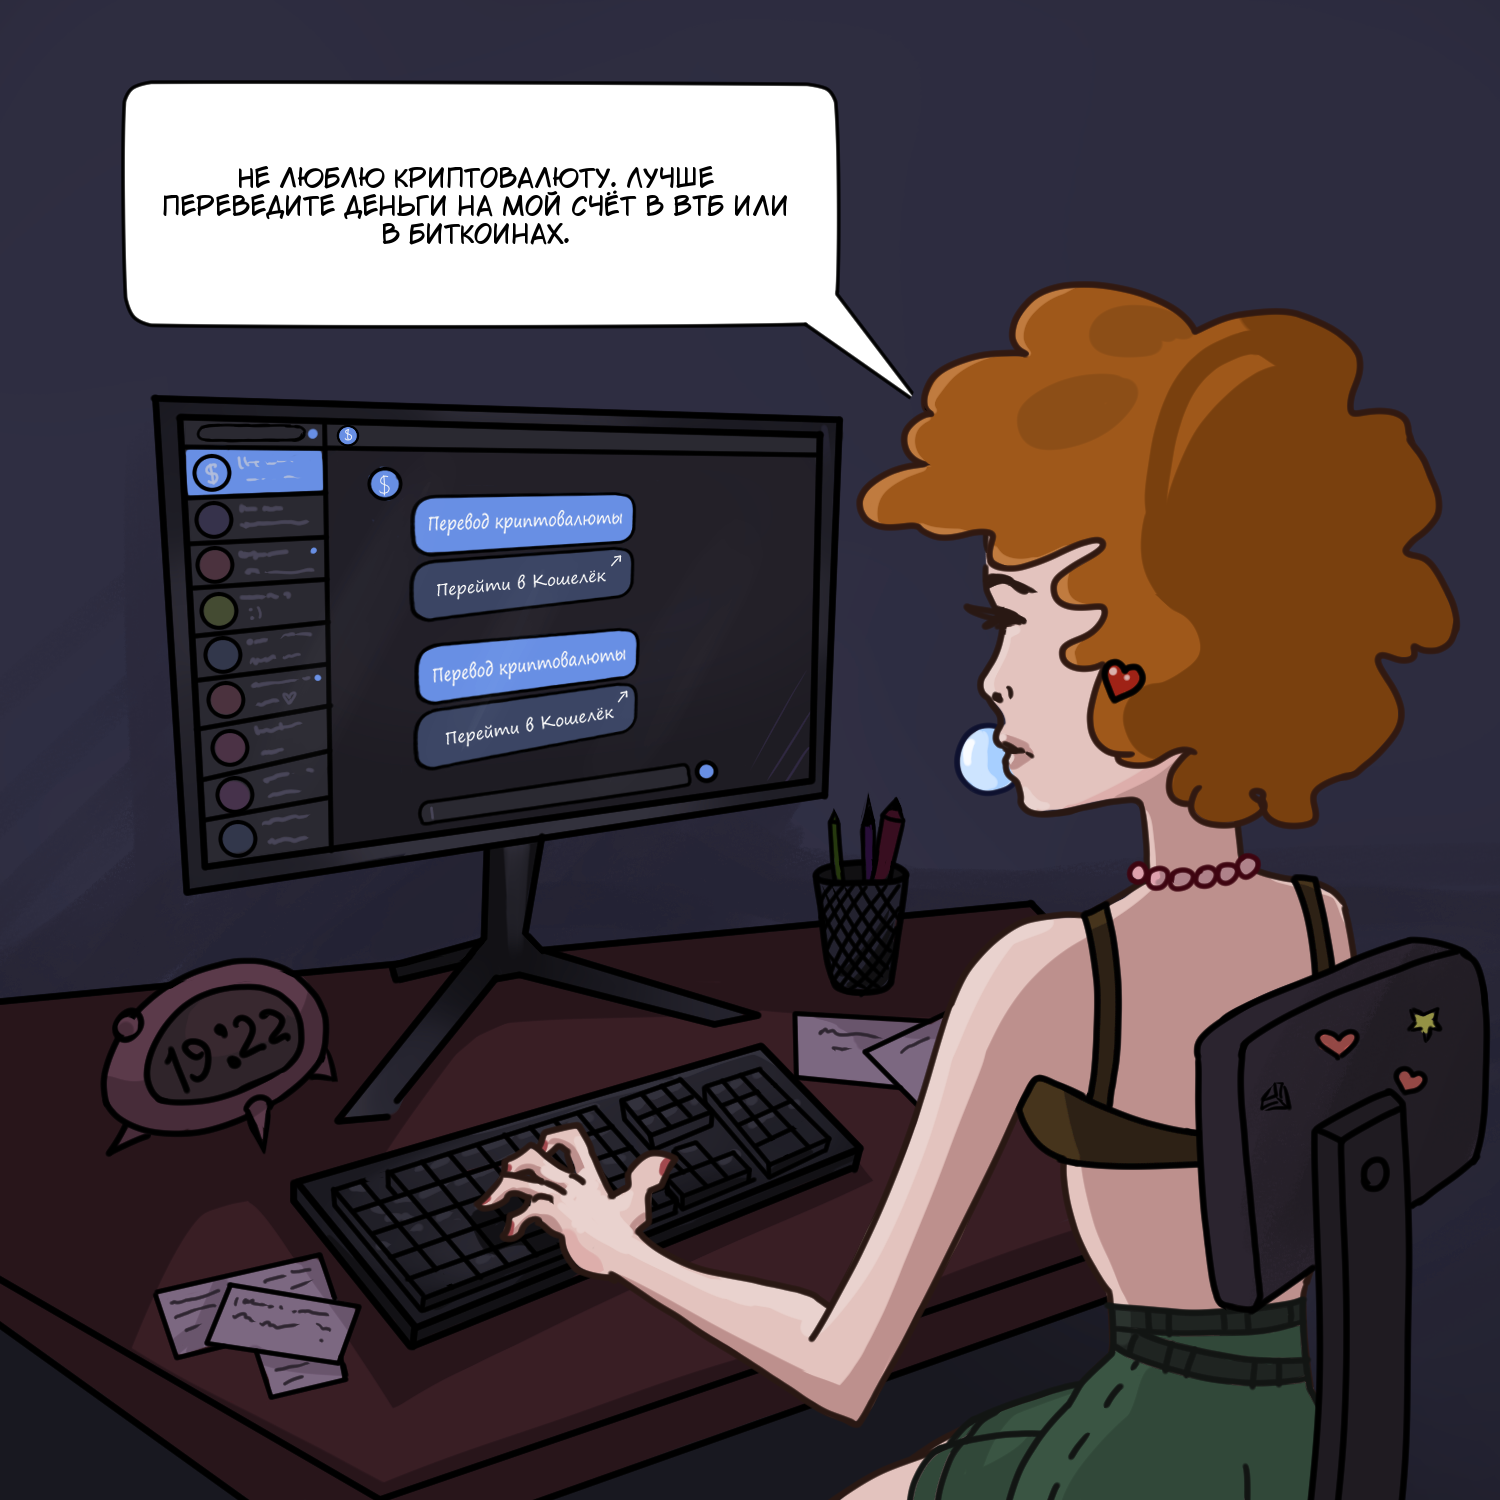 НЕ ЛЮБЛЮ КРИПТОВАЛЮТУ. ЛУЧШЕ
ПЕРЕВЕДИТЕ ДЕНЬГИ НА МОЙ СЧЁТ В ВТБ ИЛИ
В БИТКОИНАХ.
$
$
$
Перевод криптовалюты
Перейти в Кошелёк
:)
Перевод криптовалюты
Перейти в Кошелёк
19:22